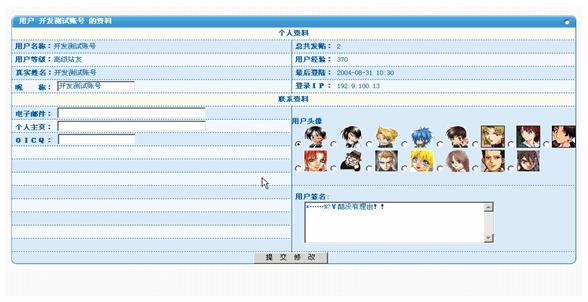 用户 开发测试账号 的资料
个人资料
用户名称：开发测试账号
总共发贴： 2
用户等级：高级站友
用户经验： 370
真实姓名：开发测试账号
最后登陆： 2004-08-31 10:30
昵 称： 开发测试账号
登录ＩＰ： 192.9.100.13
联系资料
电子邮件：
用户头像
个人主页：
ＯＩＣＱ：
用户签名：
酷没有理由！！
提 交 修 改